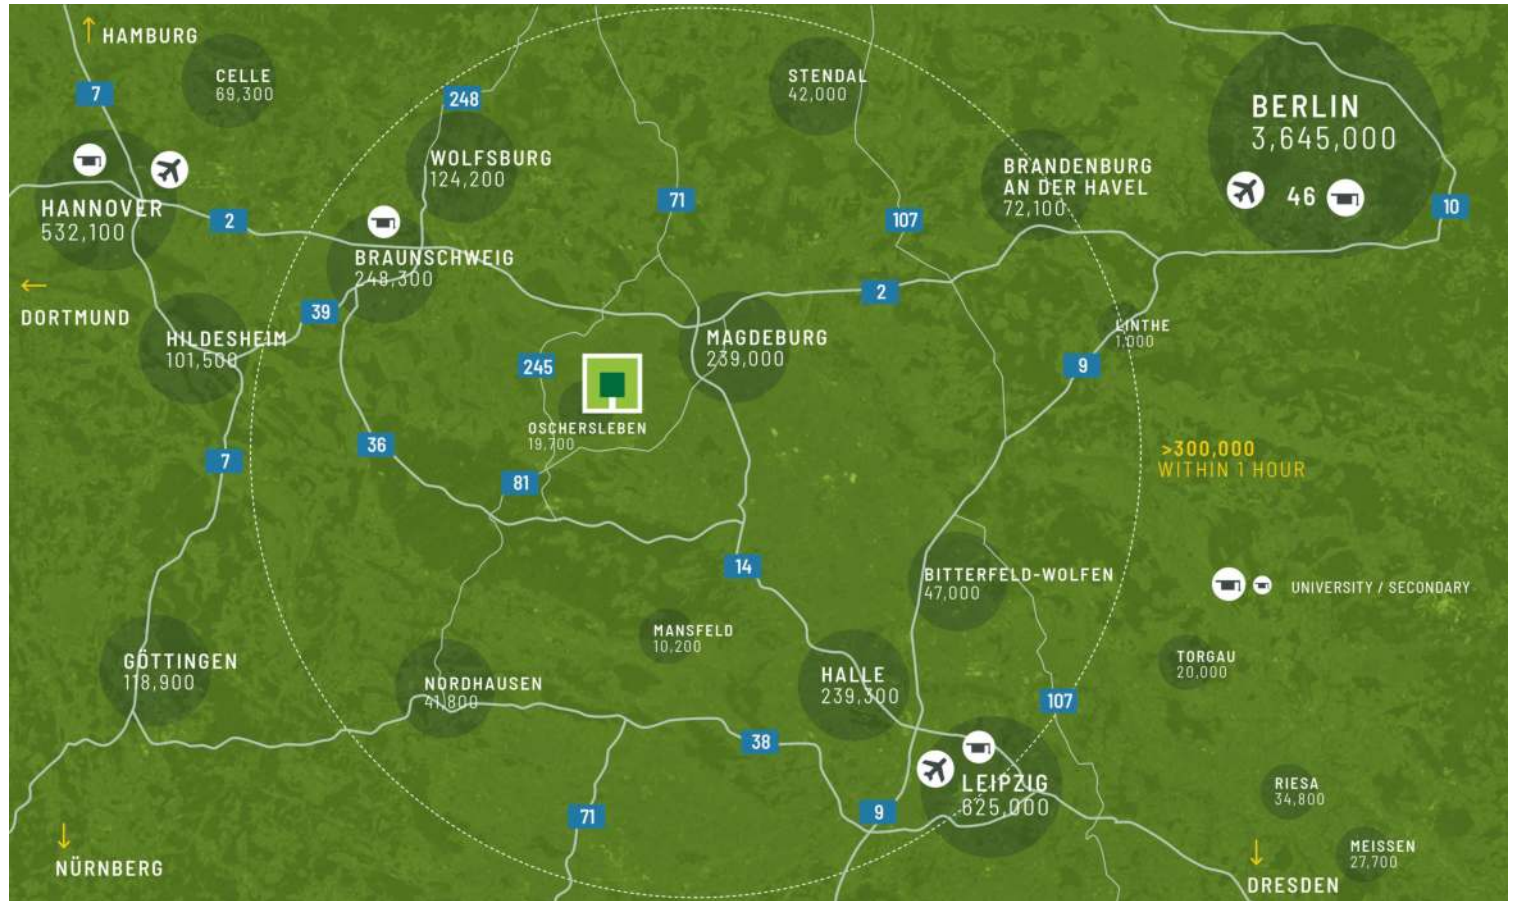 HAMBURG
CELLE
69,300
STENDAL
42,000
7
248
BERLIN
3,645,000
46
WOLFSBURG
124,200
BRANDENBURG
AN DER HAVEL
72,100
HANNOVER
532,100
2
71
107
10
BRAUNSCHWEIG
248,300
DORTMUND
39
2
HILDESHEIM
101,500
MAGDEBURG
239,000
LINTHE
1,000
245
9
OSCHERSLEBEN
19,700
36
7
81
>300,000
WITHIN 1 HOUR
14
BITTERFELD-WOLFEN
47,000
UNIVERSITY / SECONDARY
MANSFELD
10,200
GÖTTINGEN
118,900
NORDHAUSEN
41,800
HALLE
239,300
TORGAU
20,000
107
38
LEIPZIG
625,000
RIESA
34,800
71
9
MEISSEN
27,700
NÜRNBERG
DRESDEN